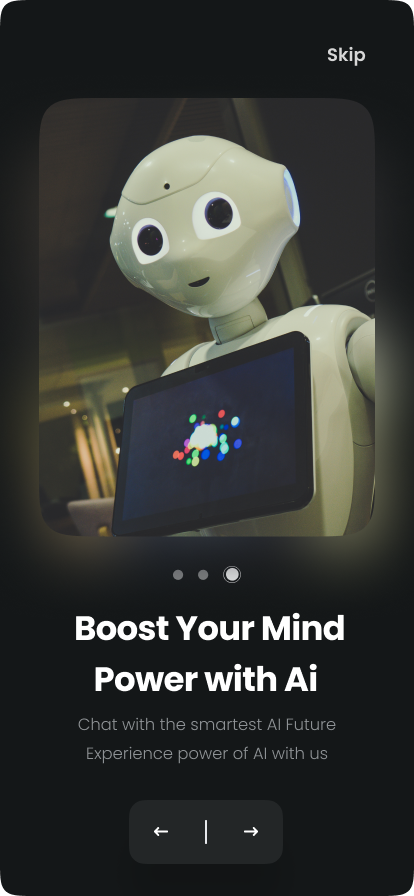 Skip
Boost Your Mind
Power with Ai
Chat with the smartest AI Future
Experience power of AI with us